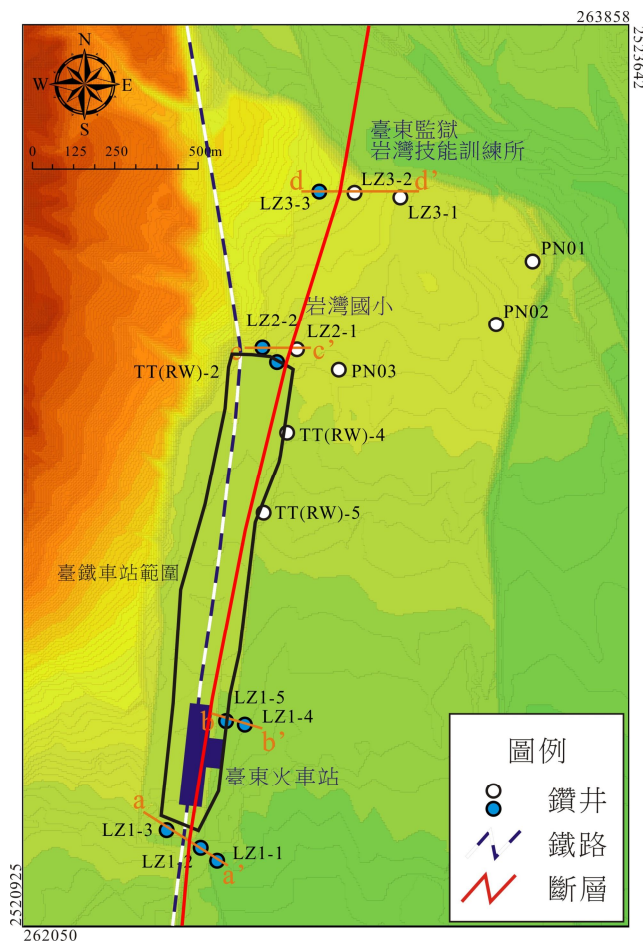 263858
2523642
N
W E
S
0 125 250 500m
臺東監獄
岩灣技能訓練所
d d’
LZ3-2
LZ3-3
LZ3-1
PN01
PN02
岩灣國小
LZ2-2
LZ2-1
c c’
TT(RW)-2
PN03
TT(RW)-4
TT(RW)-5
臺鐵車站範圍
LZ1-5
b
LZ1-4
b’
臺東火車站
a
LZ1-3
LZ1-2
LZ1-1
a’
圖例
鑽井
鐵路
斷層
2520925
262050